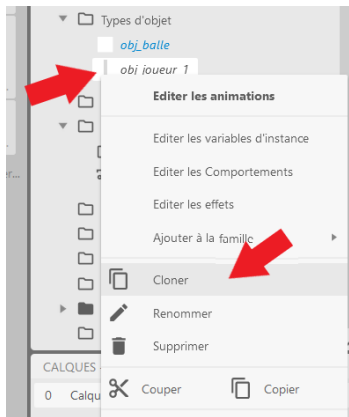 Types d'objet
obj_balle
obj_joueur_1
Editer les animations
Editer les variables d'instance
Editer les Comportements
Editer les effets
Ajouter à la famille
Cloner
Renommer
Supprimer
CALQUES
Couper Copier
0 Calqu